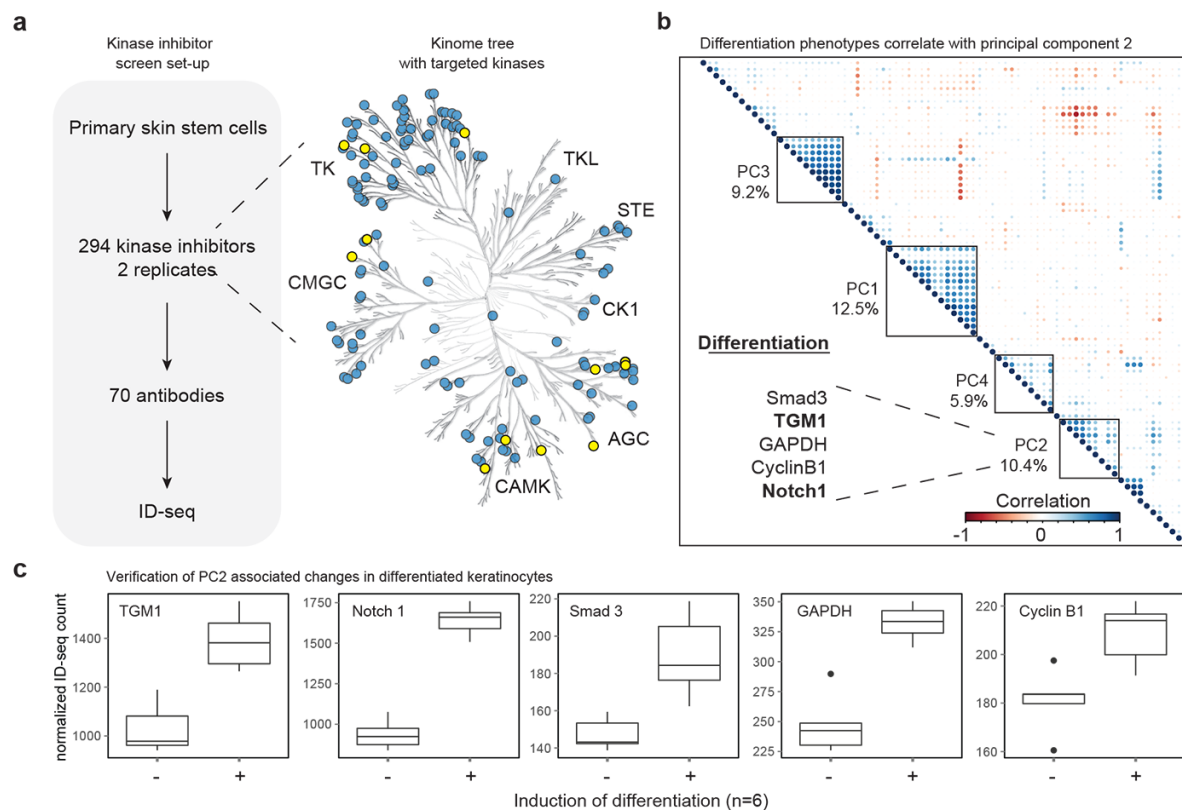 a
Kinase inhibitor
screen set-up
Primary skin stem cells
294 kinase inhibitors
2 replicates
70 antibodies
ID-seq
Kinome tree
with targeted kinases
TK
TKL
STE
CMGC
CK1
AGC
CAMK
b
Differentiation phenotypes correlate with principal component 2
PC3
9.2%
PC1
12.5%
PC4
5.9%
PC2
10.4%
Differentiation
Smad3
TGM1
GAPDH
CyclinB1
Notch1
Correlation
-1 0 1
c
Verification of PC2 associated changes in differentiated keratinocytes
normalized ID-seq count
TGM1
1400
1200
1000
- +
Notch 1
1750
1500
1250
1000
- +
Smad 3
220
200
180
160
140
- +
GAPDH
350
325
300
275
250
225
- +
Cyclin B1
220
200
180
160
- +
Induction of differentiation (n=6)